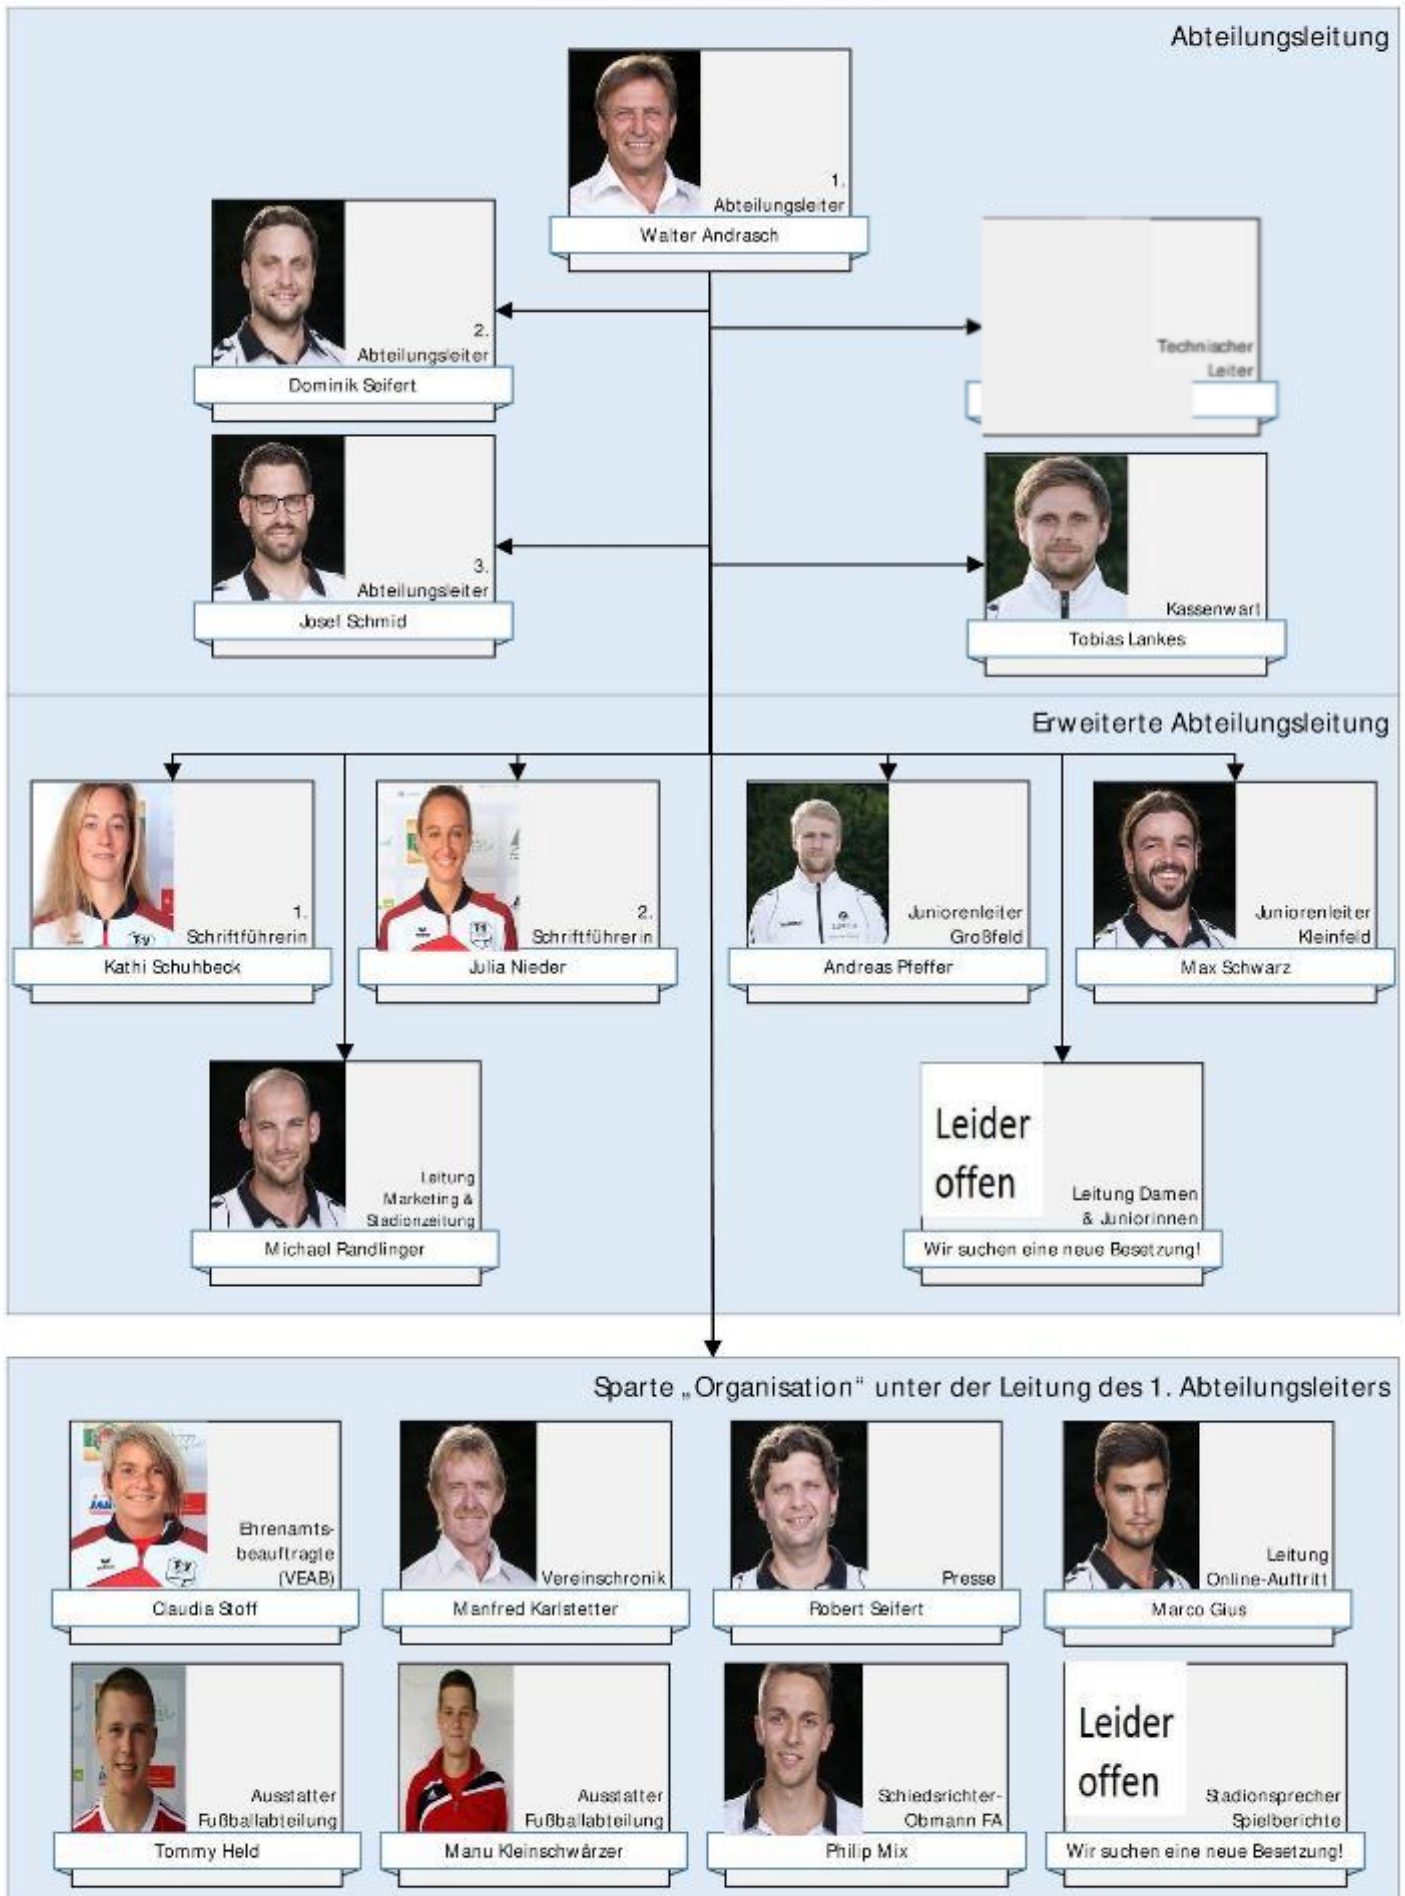 Abteilungsleitung
1.
Abteilungsleiter
Walter Andrasch
2.
Abteilungsleiter
Dominik Seifert
Technischer
Leiter
3.
Abteilungsleiter
Josef Schmid
Kassenwart
Tobias Lankes
Erweiterte Abteilungsleitung
1.
Schriftführerin
Kathi Schuhbeck
2.
Schriftführerin
Julia Nieder
Juniorenleiter
Großfeld
Andreas Pfeffer
Juniorenleiter
Kleinfeld
Max Schwarz
Leitung
Marketing &
Stadionzeitung
Michael Randlinger
Leider
offen
Leitung Damen
& Juniorinnen
Wir suchen eine neue Besetzung!
Sparte „Organisation“ unter der Leitung des 1. Abteilungsleiters
Ehrenamts-
beauftragte
(VEAB)
Claudia Stoff
Vereinschronik
Manfred Karlstetter
Presse
Robert Seifert
Leitung
Online-Auftritt
Marco Gius
Ausstatter
Fußballabteilung
Tommy Held
Ausstatter
Fußballabteilung
Manu Kleinschwärzer
Schiedsrichter-
Obmann FA
Philip Mix
Leider
offen
Stadionsprecher
Spielberichte
Wir suchen eine neue Besetzung!